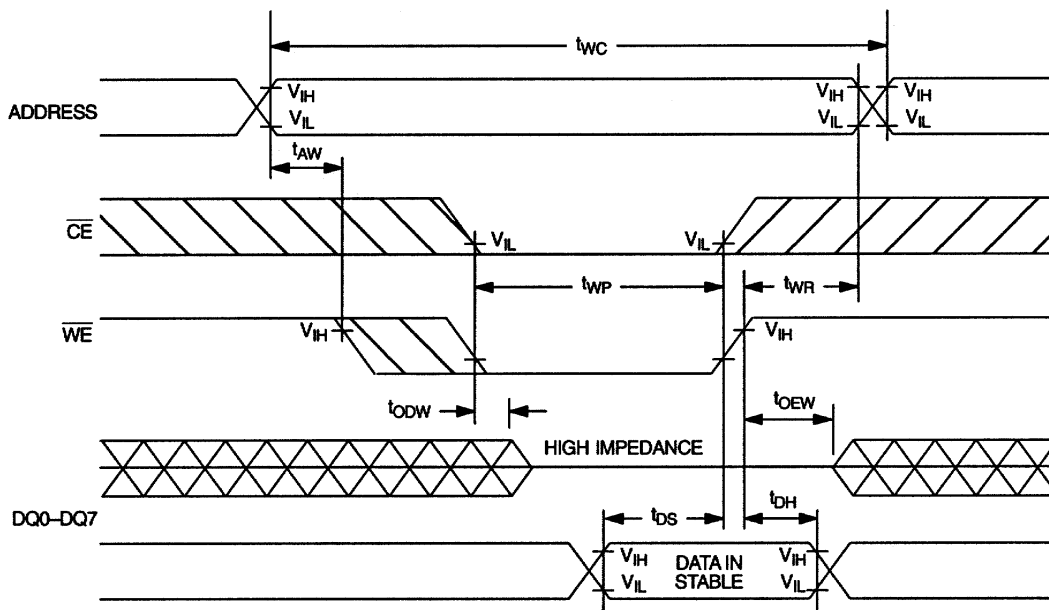 tWC
ADDRESS
VIH VIH VIH
VIL VIL VIL
tAW
CE VIL VIL
tWP tWR
WE VIH VIH
tODW tOEW
HIGH IMPEDANCE
DQ0–DQ7
tDS tDH
VIH DATA IN VIH
VIL STABLE VIL